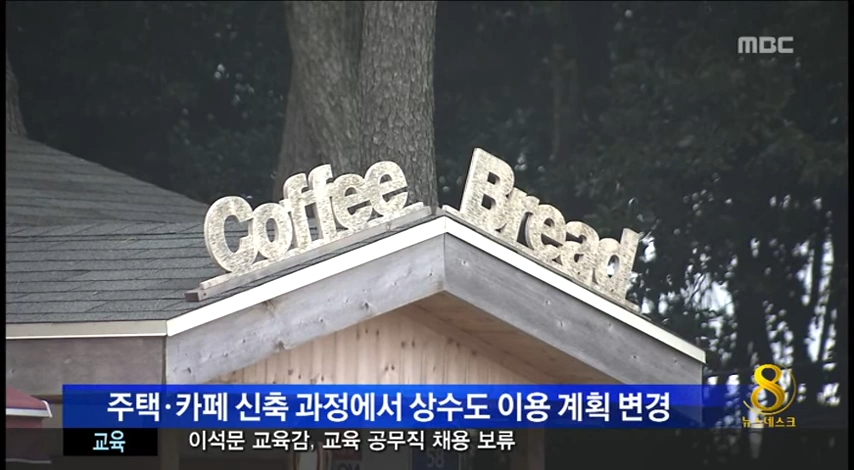 MBC
Coffee Bread
주택·카페 신축 과정에서 상수도 이용 계획 변경
8
뉴스데스크
교육 이석문 교육감, 교육 공무직 채용 보류